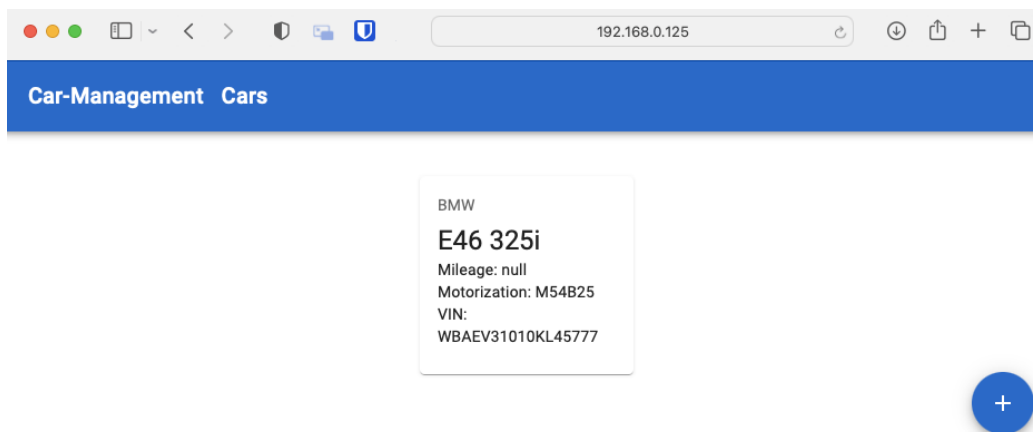 192.168.0.125
Car-Management Cars
BMW
E46 325i
Mileage: null
Motorization: M54B25
VIN:
WBAEV31010KL45777
+